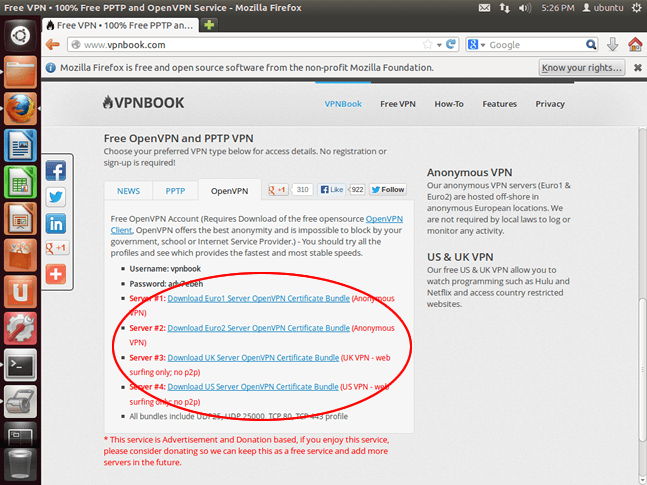 Free VPN • 100% Free PPTP and OpenVPN Service - Mozilla Firefox
5:26 PM ubuntu
Free VPN • 100% Free PPTP an...
www.vpnbook.com
Google
Mozilla Firefox is free and open source software from the non-profit Mozilla Foundation.
Know your rights...
VPNBOOK
VPNBook Free VPN How-To Features Privacy
Free OpenVPN and PPTP VPN
Choose your preferred VPN type below for access details. No registration or
sign-up is required!
NEWS PPTP OpenVPN
+1 310 Like 922 Follow
+1
Free OpenVPN Account (Requires Download of the free opensource OpenVPN
Client, OpenVPN offers the best anonymity and is impossible to block by your
government, school or Internet Service Provider.) - You should try all the
profiles and see which provides the fastest and most stable speeds.
Username: vpnbook
Password:
Server #1: Download Euro1 Server OpenVPN Certificate Bundle (Anonymous
VPN)
Server #2: Download Euro2 Server OpenVPN Certificate Bundle (Anonymous
VPN)
Server #3: Download UK Server OpenVPN Certificate Bundle (UK VPN - web
surfing only; no p2p)
Server #4: Download US Server OpenVPN Certificate Bundle (US VPN - web
surfing only; no p2p)
All bundles include UDP 25000, TCP 80, TCP 443 profile
* This service is Advertisement and Donation based, if you enjoy this service,
please consider donating so we can keep this as a free service and add more
servers in the future.
Anonymous VPN
Our anonymous VPN servers (Euro1 &
Euro2) are hosted off-shore in
anonymous European locations. We
are not required by local laws to log or
monitor any activity.
US & UK VPN
Our free US & UK VPN allow you to
watch programming such as Hulu and
Netflix and access country restricted
websites.